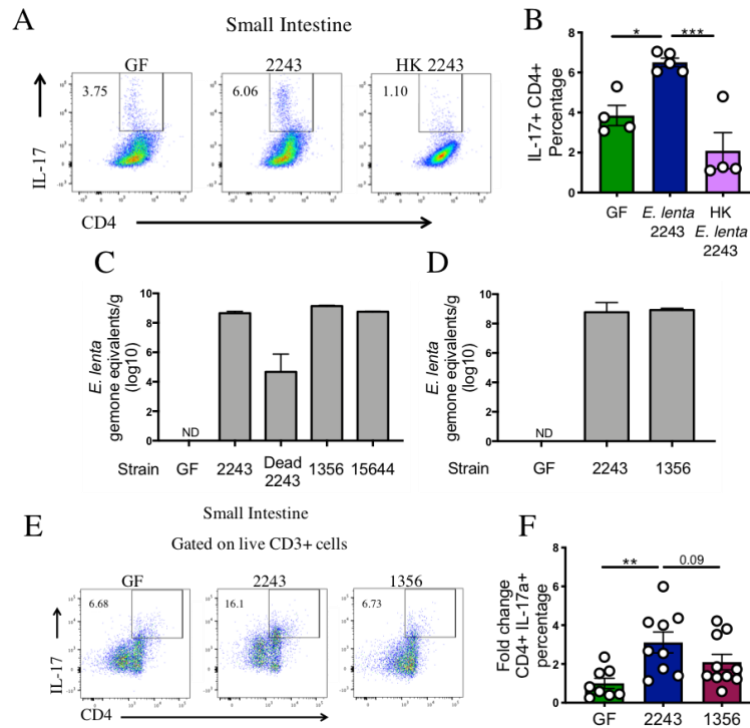 A
Small Intestine
GF
2243
HK 2243
3.75
6.06
1.10
IL-17
CD4
B
IL-17+ CD4+
Percentage
8
6
4
2
0
*
***
GF
E. lenta
2243
HK
E. lenta
2243
C
E. lenta
gemone eqivalents/g
(log10)
10
8
6
4
2
0
ND
Strain
GF
2243
Dead
2243
1356
15644
D
E. lenta
gemone equivalents/g
(log10)
10
8
6
4
2
0
ND
Strain
GF
2243
1356
E
Small Intestine
Gated on live CD3+ cells
GF
2243
1356
6.68
16.1
6.73
IL-17
CD4
F
Fold change
CD4+ IL-17a+
percentage
8
6
4
2
0
**
0.09
GF
2243
1356